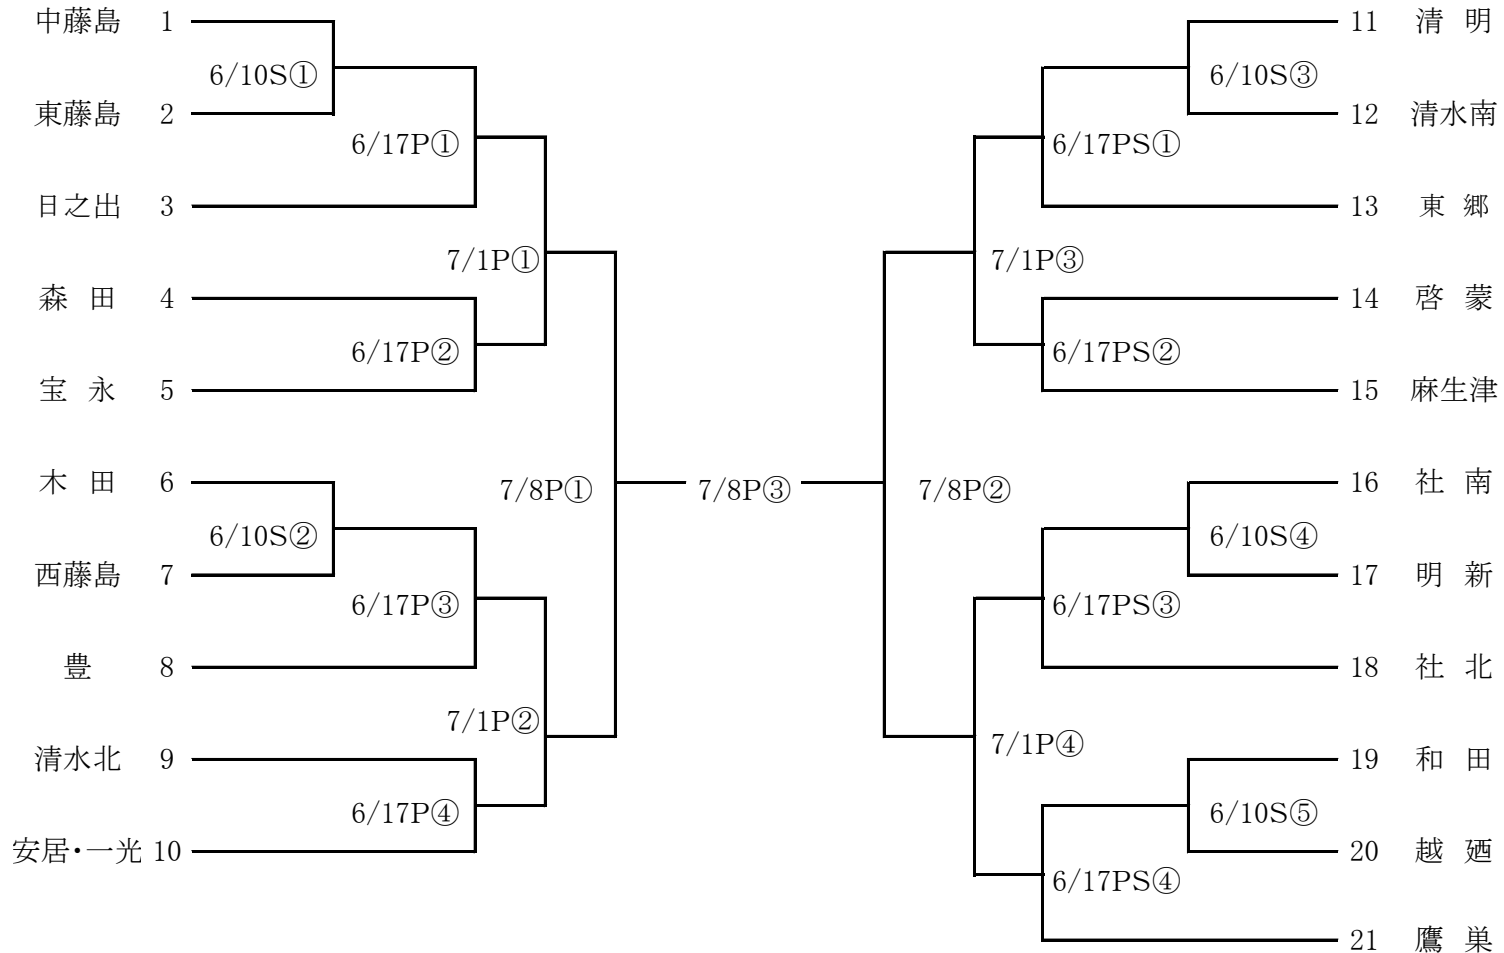 中藤島 1
6/10S①
東藤島 2
6/17P①
日之出 3
7/1P①
森 田 4
6/17P②
宝 永 5
木 田 6
7/8P①
6/10S②
西藤島 7
6/17P③
豊 8
7/1P②
清水北 9
6/17P④
安居・一光 10
7/8P③
11 清 明
6/10S③
12 清水南
6/17PS①
13 東 郷
7/1P③
14 啓 蒙
6/17PS②
15 麻生津
7/8P②
16 社 南
6/10S④
17 明 新
6/17PS③
18 社 北
7/1P④
19 和 田
6/10S⑤
20 越 廼
6/17PS④
21 鷹 巣